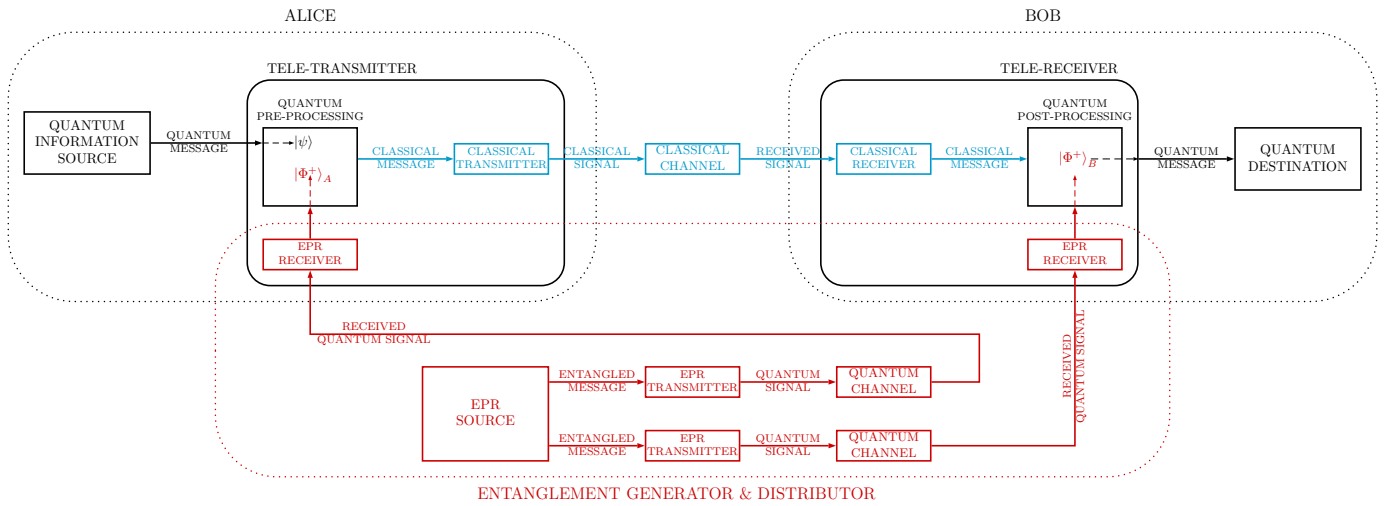 ALICE
BOB
TELE-TRANSMITTER
TELE-RECEIVER
QUANTUM
PRE-PROCESSING
QUANTUM
POST-PROCESSING
QUANTUM
INFORMATION
SOURCE
QUANTUM
MESSAGE
|ψ⟩
|Φ⁺⟩_A
CLASSICAL
MESSAGE
CLASSICAL
TRANSMITTER
CLASSICAL
SIGNAL
CLASSICAL
CHANNEL
RECEIVED
SIGNAL
CLASSICAL
RECEIVER
CLASSICAL
MESSAGE
|Φ⁺⟩_B
QUANTUM
MESSAGE
QUANTUM
DESTINATION
EPR
RECEIVER
EPR
RECEIVER
RECEIVED
QUANTUM SIGNAL
RECEIVED
QUANTUM SIGNAL
EPR
SOURCE
ENTANGLED
MESSAGE
EPR
TRANSMITTER
QUANTUM
SIGNAL
QUANTUM
CHANNEL
ENTANGLED
MESSAGE
EPR
TRANSMITTER
QUANTUM
SIGNAL
QUANTUM
CHANNEL
ENTANGLEMENT GENERATOR & DISTRIBUTOR